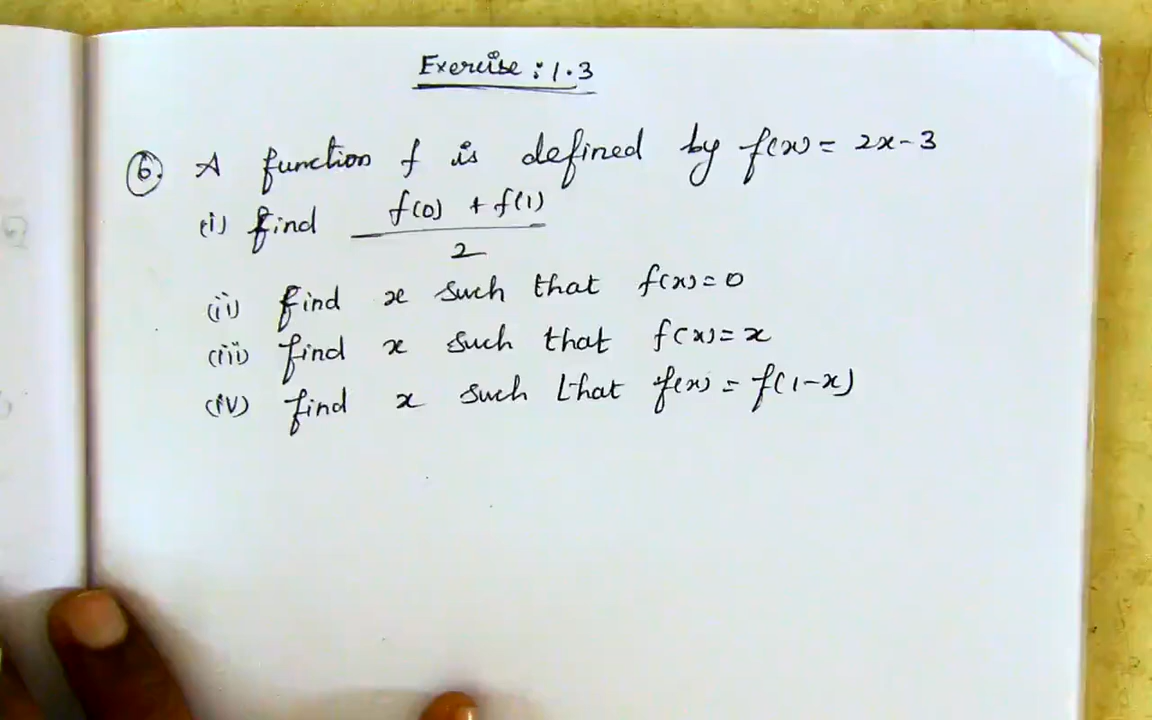 Exercise : 1.3
6. A function f is defined by f(x) = 2x-3
(i) find f(0) + f(1)
2
(ii) find x such that f(x)=0
(iii) find x such that f(x)=x
(iv) find x such that f(x) = f(1-x)